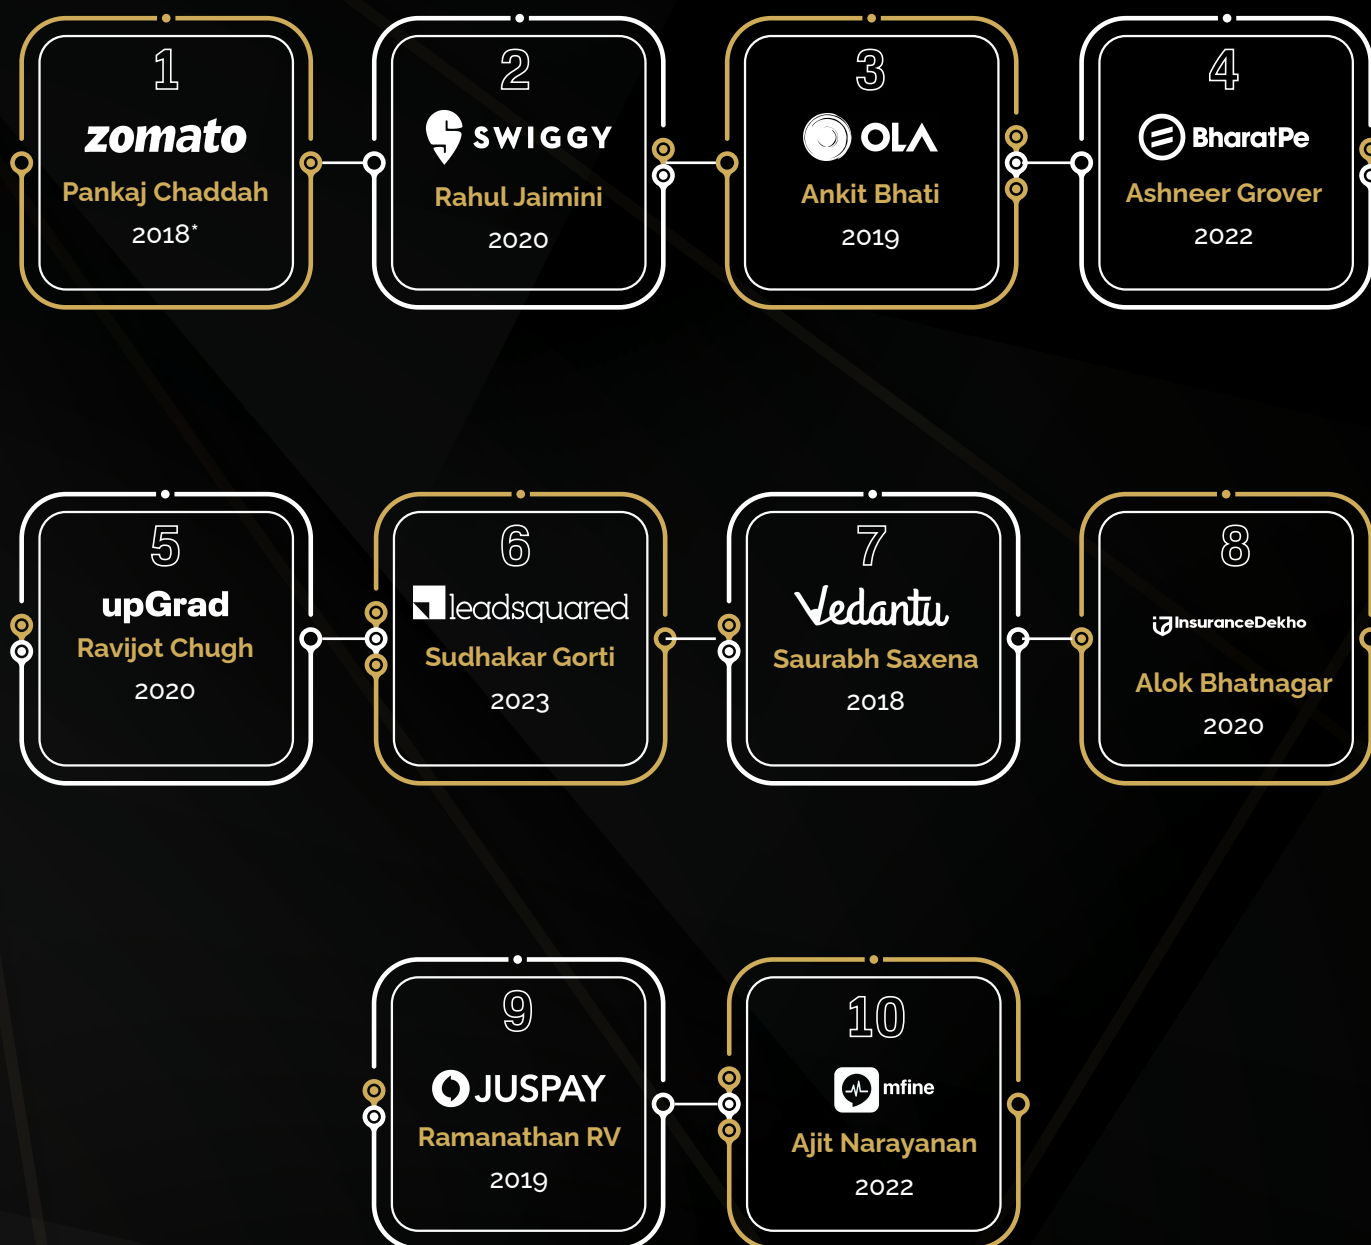 1
zomato
Pankaj Chaddah
2018*
2
SWIGGY
Rahul Jaimini
2020
3
OLA
Ankit Bhati
2019
4
BharatPe
Ashneer Grover
2022
5
upGrad
Ravijot Chugh
2020
6
leadsquared
Sudhakar Gorti
2023
7
Vedantu
Saurabh Saxena
2018
8
InsuranceDekho
Alok Bhatnagar
2020
9
JUSPAY
Ramanathan RV
2019
10
mfine
Ajit Narayanan
2022